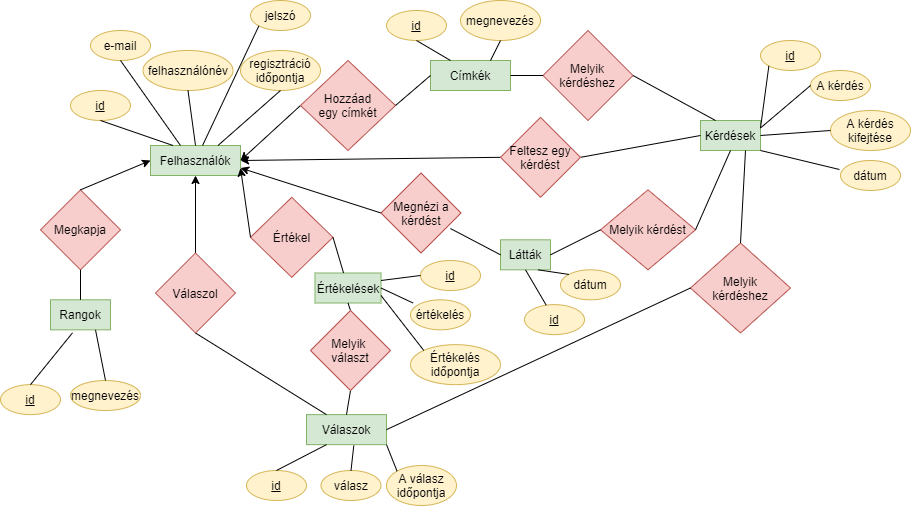 jelszó
id
megnevezés
e-mail
felhasználónév
regisztráció
időpontja
id
Címkék
Melyik
kérdéshez
id
A kérdés
Hozzáad
egy címkét
id
Felhasználók
Feltesz egy
kérdést
Kérdések
A kérdés
kifejtése
dátum
Megkapja
Értékel
Megnézi a
kérdést
Melyik kérdést
Látták
dátum
id
Melyik
kérdéshez
Válaszol
Értékelések
id
értékelés
Értékelés
időpontja
Rangok
id
megnevezés
Melyik
választ
Válaszok
id
válasz
A válasz
időpontja